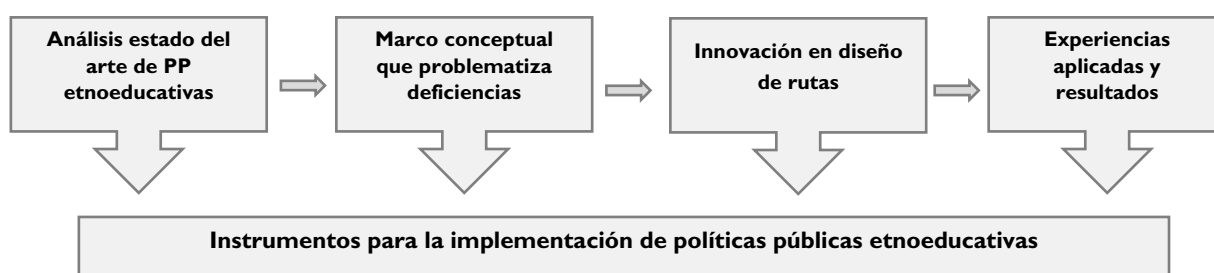 Análisis estado del
arte de PP
etnoeducativas
Marco conceptual
que problematiza
deficiencias
Innovación en diseño
de rutas
Experiencias
aplicadas y
resultados
Instrumentos para la implementación de políticas públicas etnoeducativas